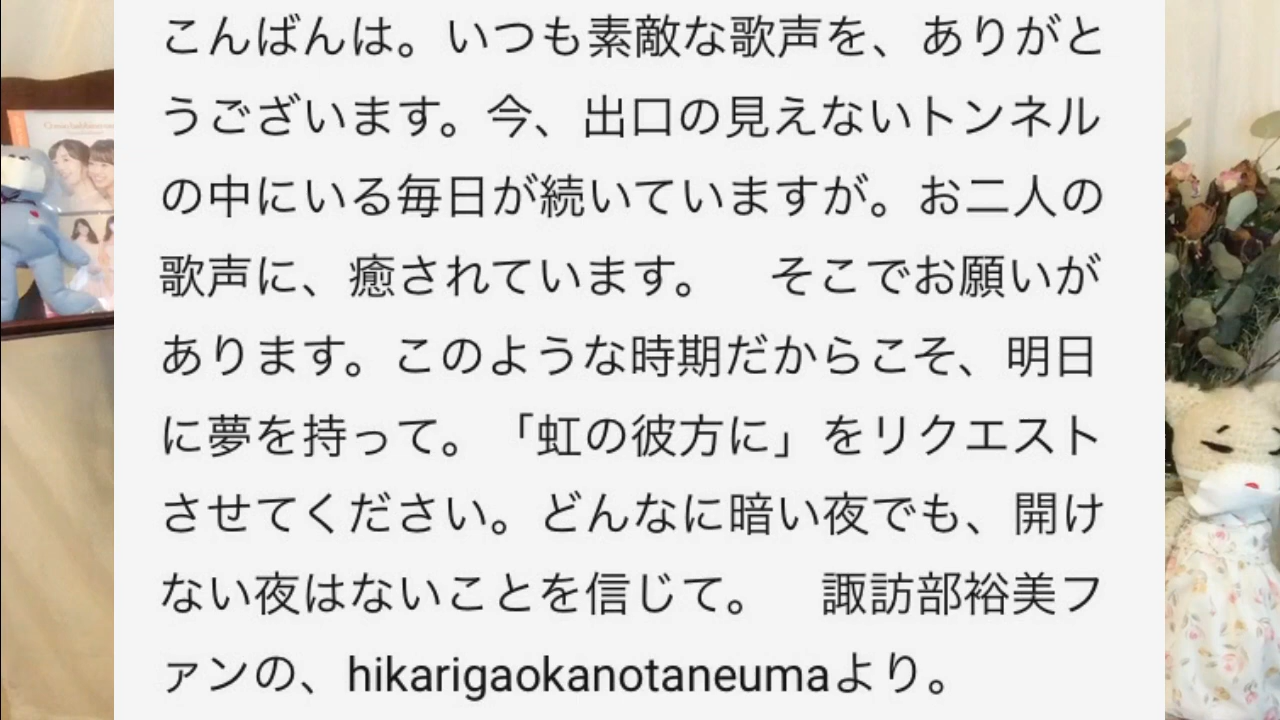 こんばんは。いつも素敵な歌声を、ありがと
うございます。今、出口の見えないトンネル
の中にいる毎日が続いていますが。お二人の
歌声に、癒されています。　そこでお願いが
あります。このような時期だからこそ、明日
に夢を持って。「虹の彼方に」をリクエスト
させてください。どんなに暗い夜でも、開け
ない夜はないことを信じて。　諏訪部裕美フ
ァンの、hikarigaokanotaneumaより。